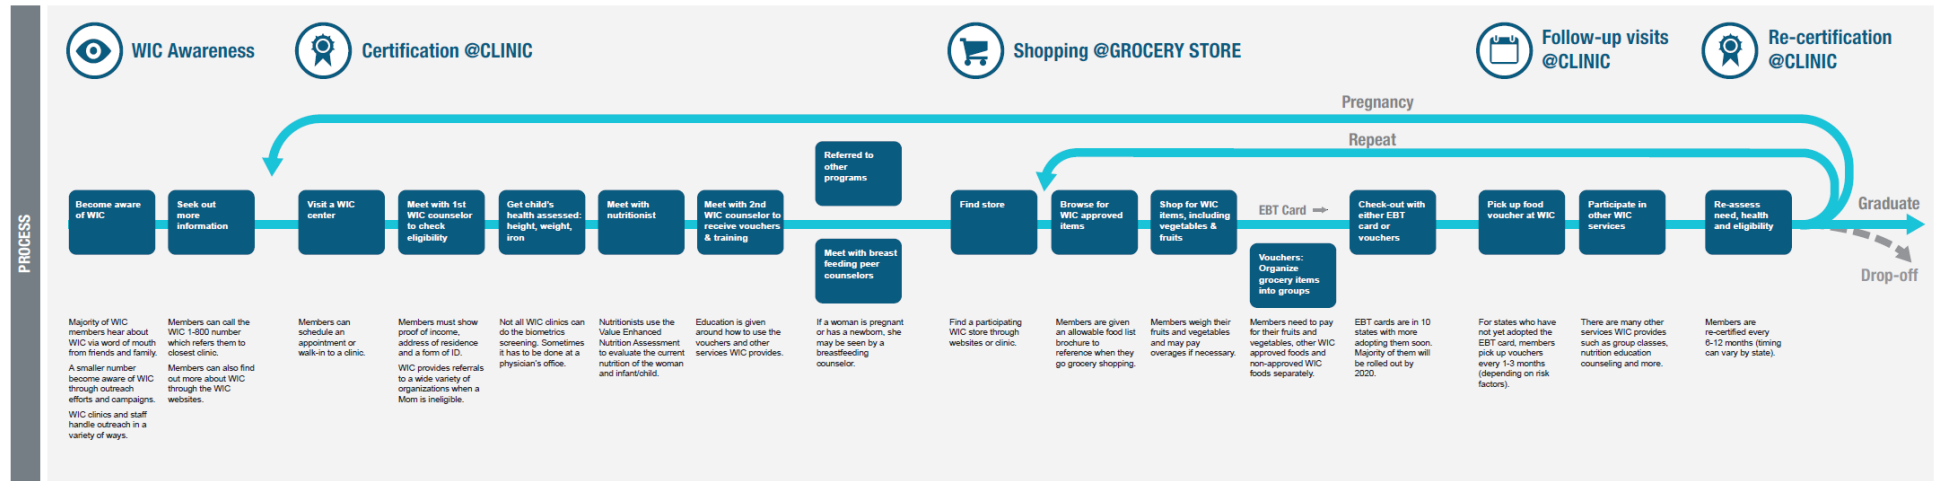 PROCESS
WIC Awareness
Certification @CLINIC
Shopping @GROCERY STORE
Follow-up visits
@CLINIC
Re-certification
@CLINIC
Pregnancy
Repeat
Become aware
of WIC
Seek out
more
information
Visit a WIC
center
Meet with 1st
WIC counselor
to check
eligibility
Get child's
health assessed:
height, weight,
iron
Meet with
nutritionist
Meet with 2nd
WIC counselor to
receive vouchers
& training
Referred to
other
programs
Meet with breast
feeding peer
counselors
Find store
Browse for
WIC approved
items
Shop for WIC
items, including
vegetables &
fruits
EBT Card
Vouchers:
Organize
grocery items
into groups
Check-out with
either EBT
card or
vouchers
Pick up food
voucher at WIC
Participate in
other WIC
services
Re-assess
need, health
and eligibility
Graduate
Drop-off
Majority of WIC
members hear about
WIC via word of mouth
from friends and family.
A smaller number
become aware of WIC
through outreach
efforts and campaigns.
WIC clinics and staff
handle outreach in a
variety of ways.
Members can call the
WIC 1-800 number
which refers them to
closest clinic.
Members can also find
out more about WIC
through the WIC
websites.
Members can
schedule an
appointment or
walk-in to a clinic.
Members must show
proof of income,
address of residence
and a form of ID.
WIC provides referrals
to a wide variety of
organizations when a
Mom is ineligible.
Not all WIC clinics can
do the biometrics
screening. Sometimes
it has to be done at a
physician's office.
Nutritionists use the
Value Enhanced
Nutrition Assessment
to evaluate the current
nutrition of the woman
and infant/child.
Education is given
around how to use the
vouchers and other
services WIC provides.
If a woman is pregnant
or has a newborn, she
may be seen by a
breastfeeding
counselor.
Find a participating
WIC store through
websites or clinic.
Members are given
an allowable food list
brochure to
reference when they
go grocery shopping.
Members weigh their
fruits and vegetables
and may pay
overages if necessary.
Members need to pay
for their fruits and
vegetables, other WIC
approved foods and
non-approved WIC
foods separately.
EBT cards are in 10
states with more
adopting them soon.
Majority of them will
be rolled out by
2020.
For states who have
not yet adopted the
EBT card, members
pick up vouchers
every 1-3 months
(depending on risk
factors).
There are many other
services WIC provides
such as group classes,
nutrition education
counseling and more.
Members are
re-certified every
6-12 months (timing
can vary by state).